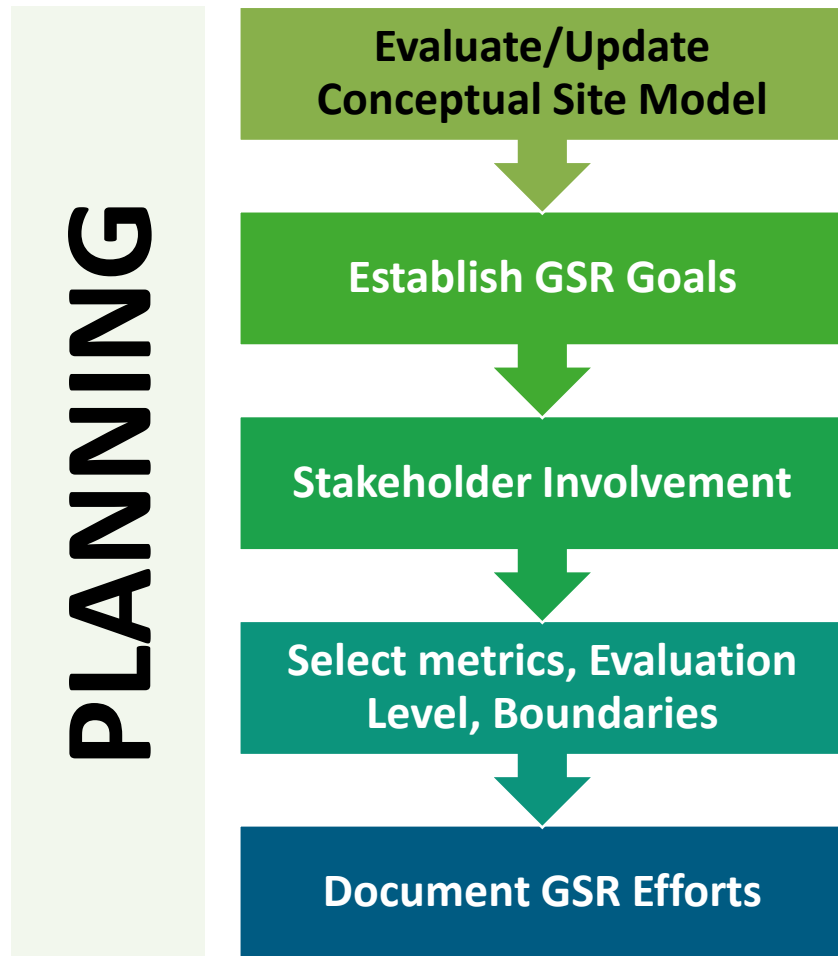 PLANNING
Evaluate/Update
Conceptual Site Model
Establish GSR Goals
Stakeholder Involvement
Select metrics, Evaluation
Level, Boundaries
Document GSR Efforts